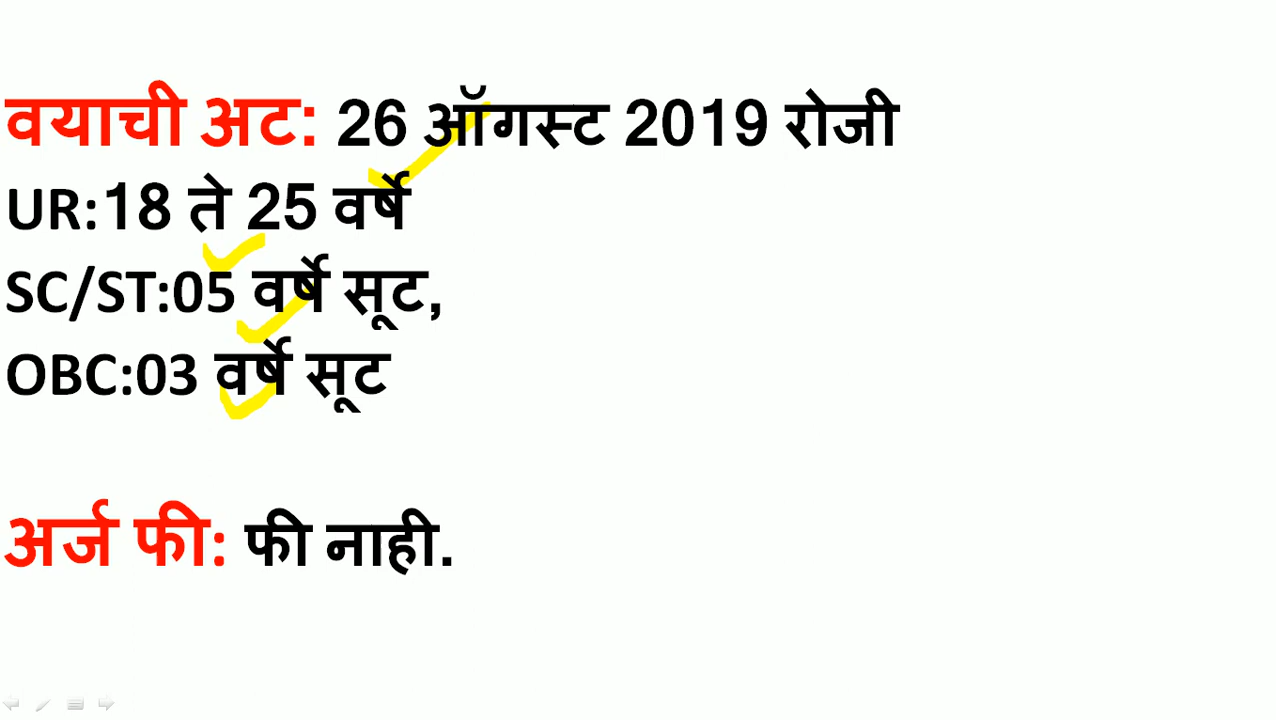 वयाची अट: 26 ऑगस्ट 2019 रोजी
UR:18 ते 25 वर्षे
SC/ST:05 वर्षे सूट,
OBC:03 वर्षे सूट
अर्ज फी: फी नाही.